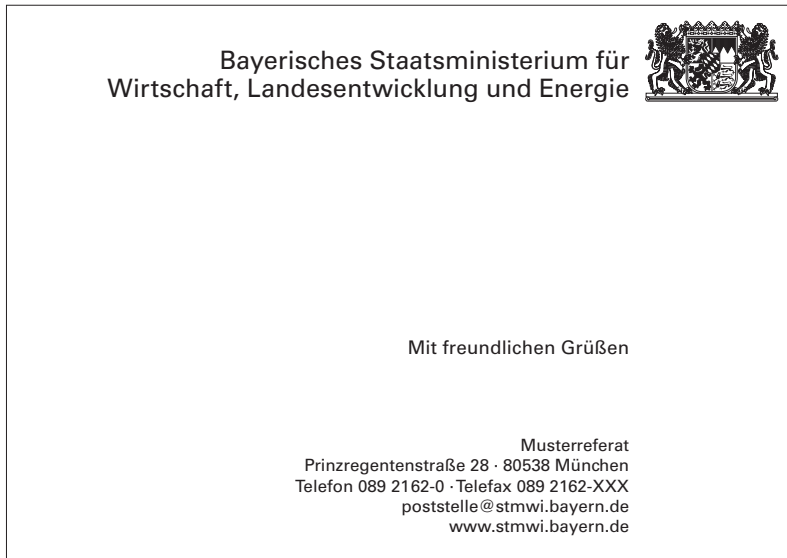 Bayerisches Staatsministerium für
Wirtschaft, Landesentwicklung und Energie
Mit freundlichen Grüßen
Musterreferat
Prinzregentenstraße 28 · 80538 München
Telefon 089 2162-0 · Telefax 089 2162-XXX
poststelle@stmwi.bayern.de
www.stmwi.bayern.de